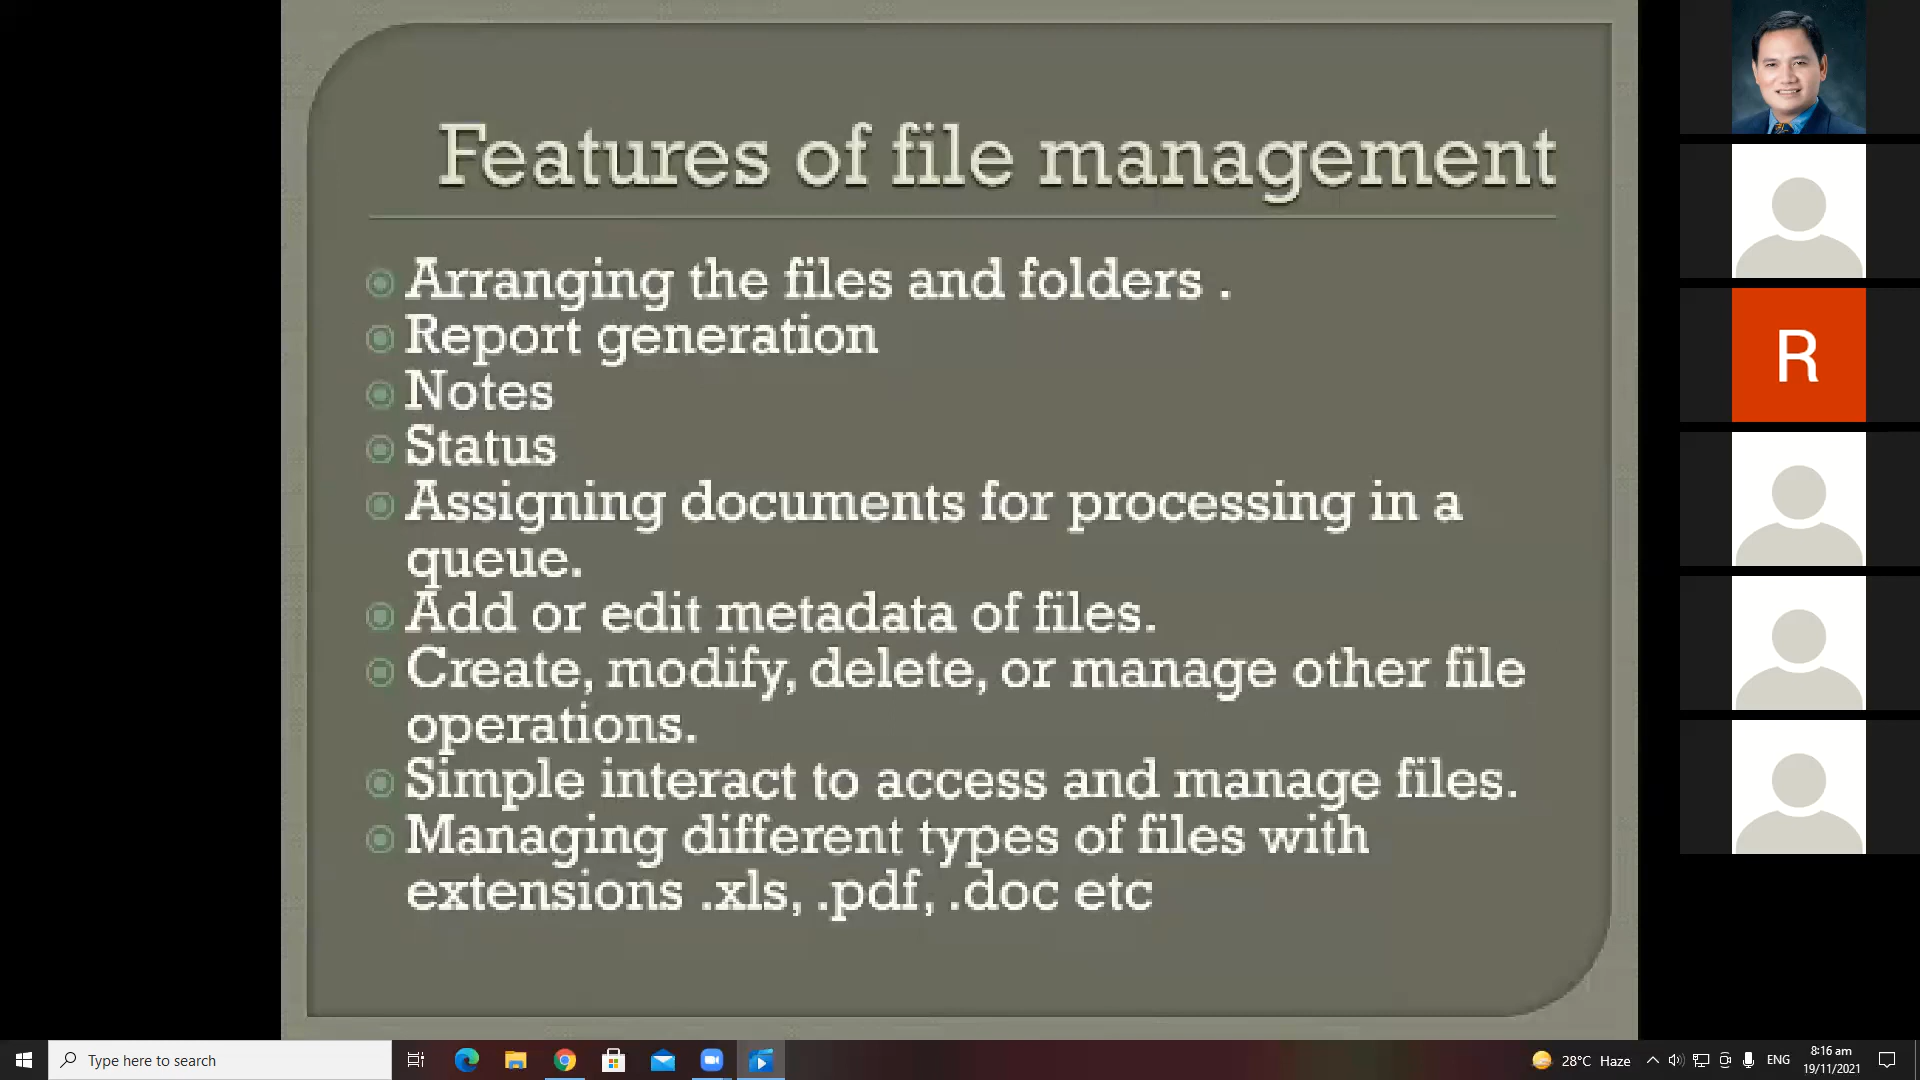 Features of file management
Arranging the files and folders .
Report generation
Notes
Status
Assigning documents for processing in a
queue.
Add or edit metadata of files.
Create, modify, delete, or manage other file
operations.
Simple interact to access and manage files.
Managing different types of files with
extensions .xls, .pdf, .doc etc
R
Type here to search
28°C Haze
ENG
8:16 am
19/11/2021